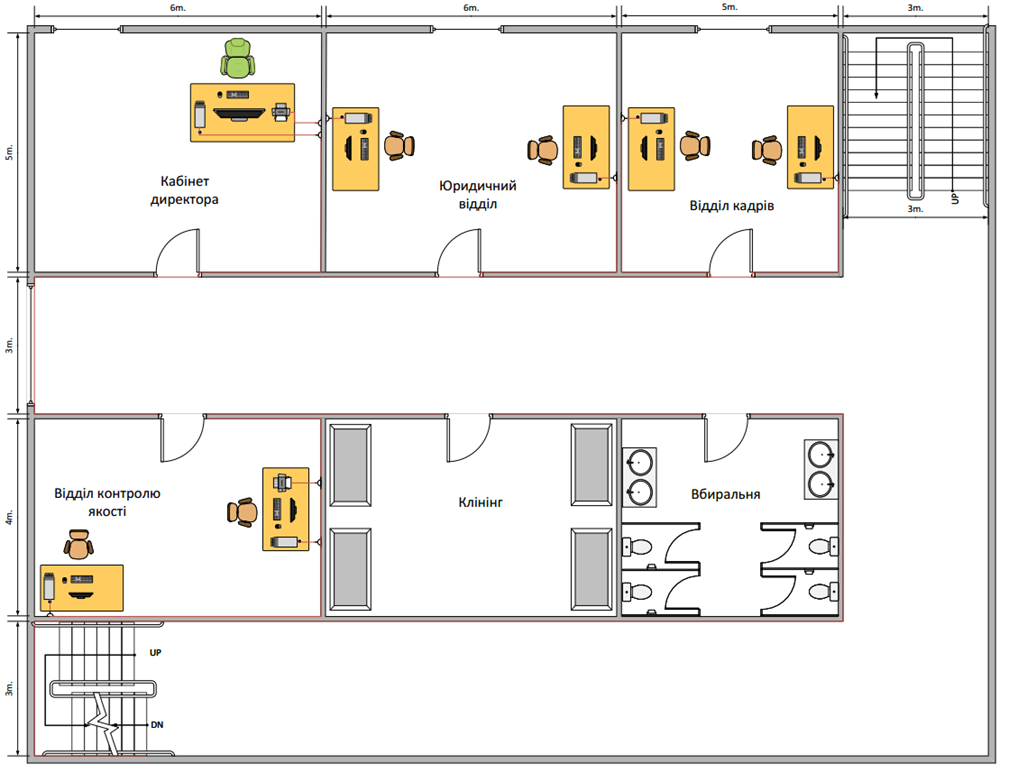 6m.
6m.
5m.
3m.
5m.
Кабінет
директора
Юридичний
відділ
Відділ кадрів
UP
3m.
3m.
4m.
Відділ контролю
якості
Клінінг
Вбиральня
3m.
UP
DN